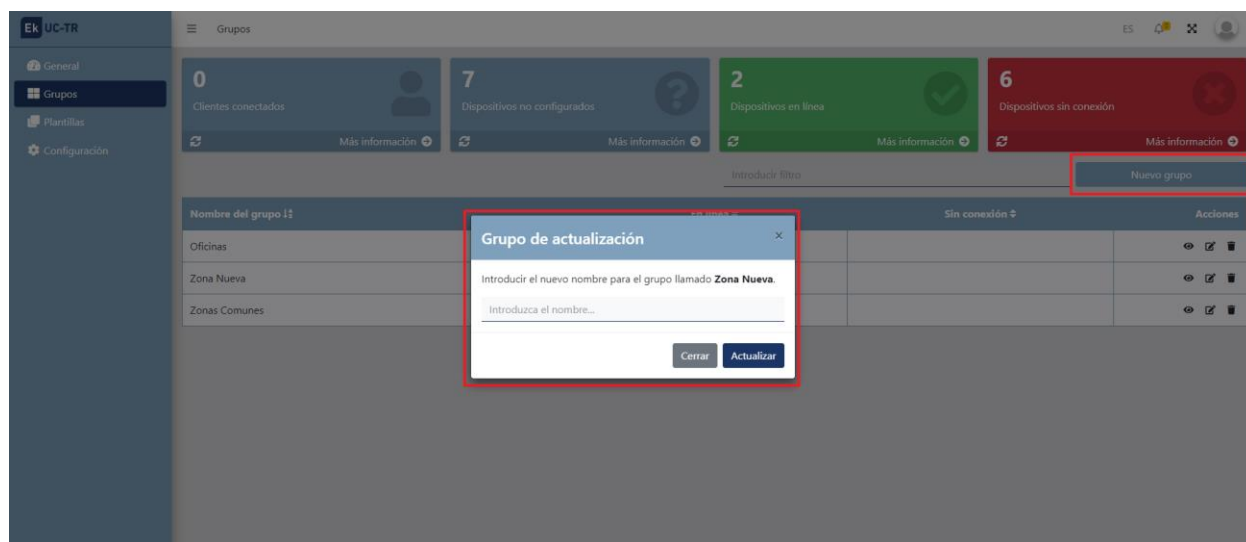 Ek UC-TR
Grupos
ES
General
Grupos
Plantillas
Configuración
0
Clientes conectados
Más información
7
Dispositivos no configurados
Más información
2
Dispositivos en línea
Más información
6
Dispositivos sin conexión
Más información
Introducir filtro
Nuevo grupo
Nombre del grupo
En línea
Sin conexión
Acciones
Oficinas
Zona Nueva
Zonas Comunes
Grupo de actualización
×
Introducir el nuevo nombre para el grupo llamado Zona Nueva.
Introduzca el nombre...
Cerrar
Actualizar